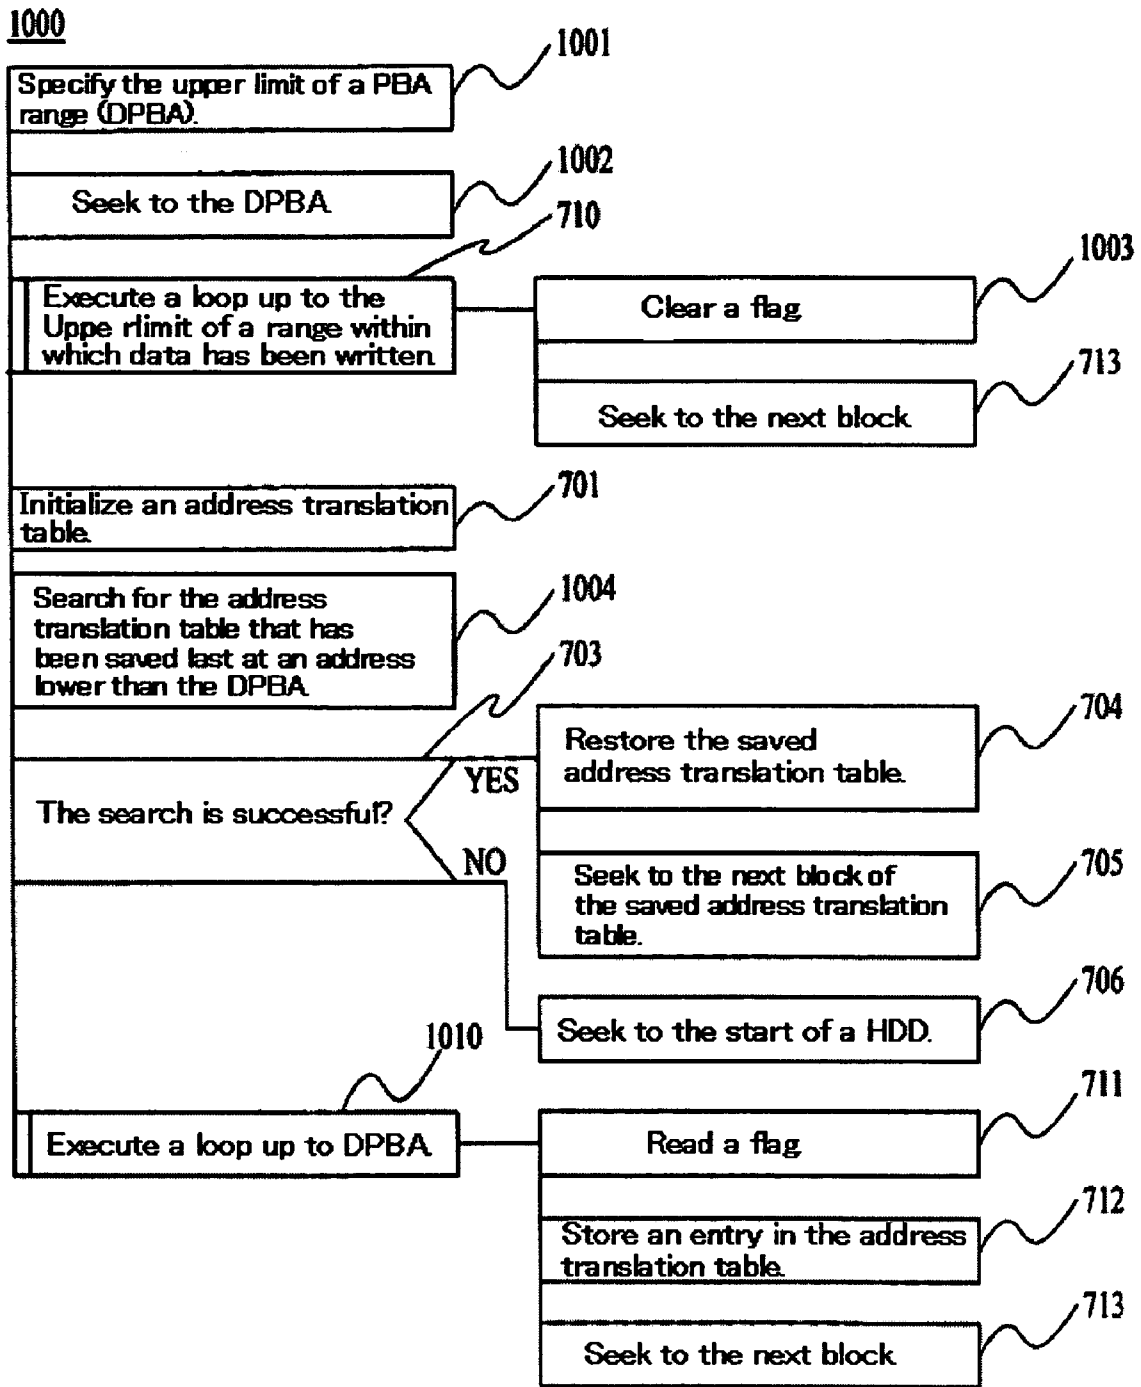 1000
1001
Specify the upper limit of a PBA
range (DPBA).
1002
Seek to the DPBA.
710
Execute a loop up to the
Uppe rlimit of a range within
which data has been written.
1003
Clear a flag.
713
Seek to the next block.
701
Initialize an address translation
table.
1004
Search for the address
translation table that has
been saved last at an address
lower than the DPBA.
703
The search is successful?
YES
NO
704
Restore the saved
address translation table.
705
Seek to the next block of
the saved address translation
table.
706
Seek to the start of a HDD.
1010
Execute a loop up to DPBA.
711
Read a flag.
712
Store an entry in the address
translation table.
713
Seek to the next block.